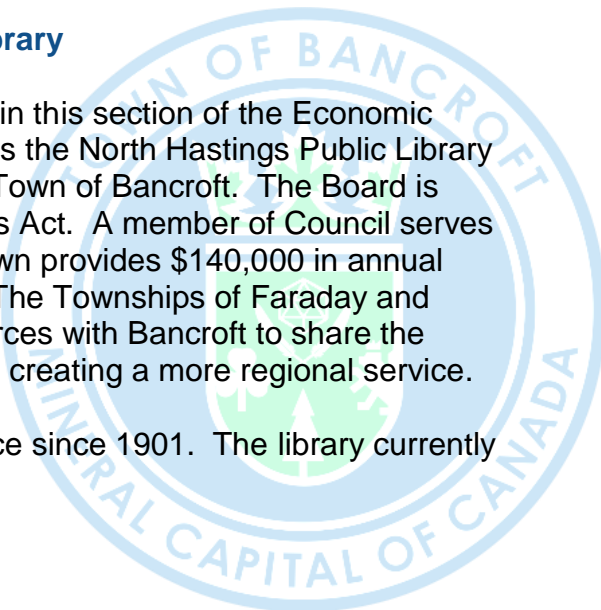 brary
in this section of the Economic
s the North Hastings Public Library
Town of Bancroft.  The Board is
s Act.  A member of Council serves
wn provides $140,000 in annual
The Townships of Faraday and
rces with Bancroft to share the
creating a more regional service.
ce since 1901.  The library currently
TOWN OF BANCROFT
MINERAL CAPITAL OF CANADA